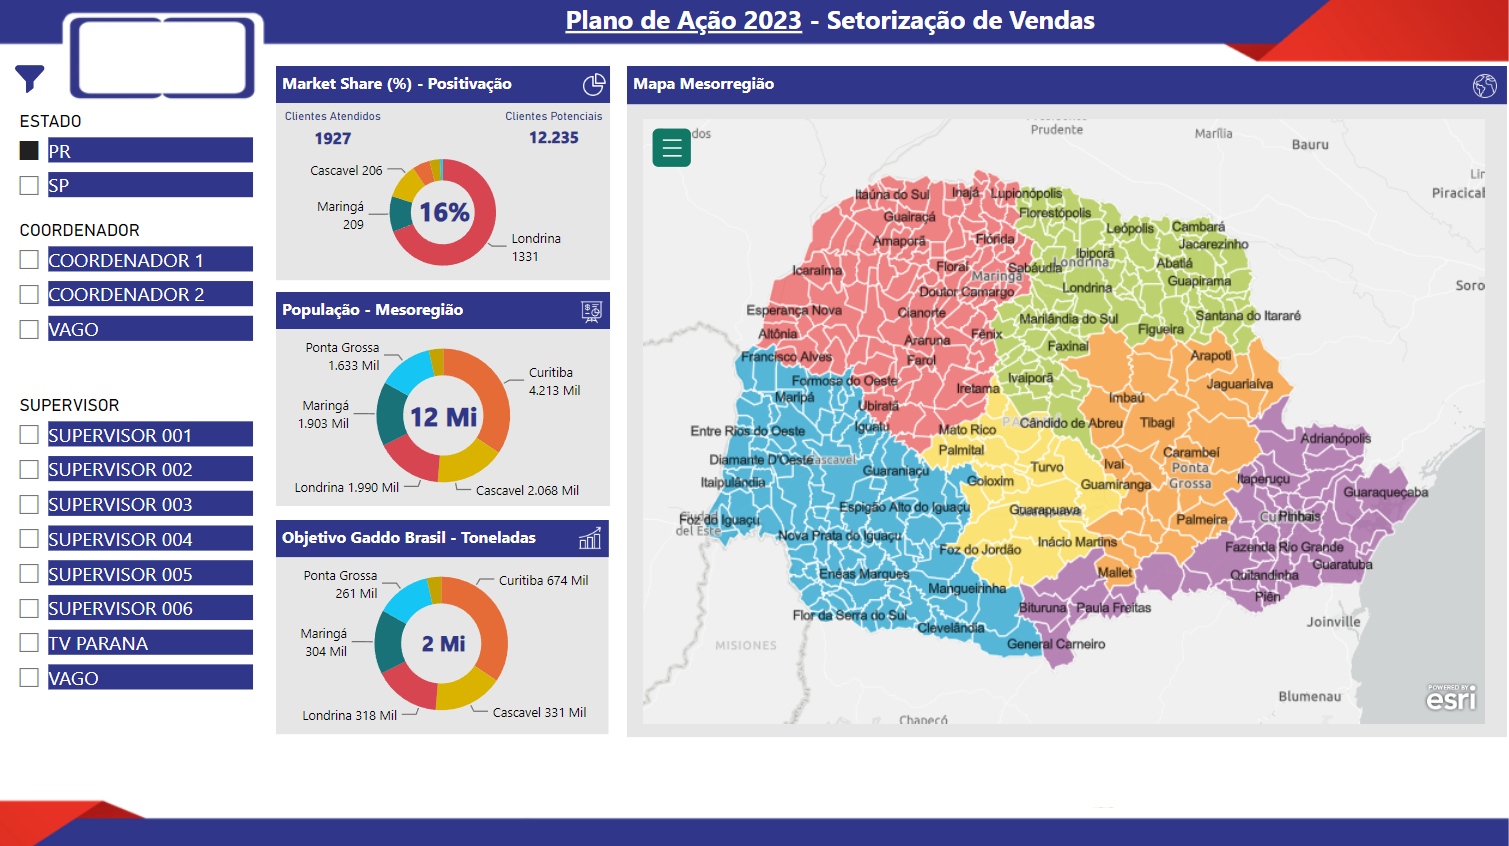 Plano de Ação 2023 - Setorização de Vendas
ESTADO
PR
SP
COORDENADOR
COORDENADOR 1
COORDENADOR 2
VAGO
SUPERVISOR
SUPERVISOR 001
SUPERVISOR 002
SUPERVISOR 003
SUPERVISOR 004
SUPERVISOR 005
SUPERVISOR 006
TV PARANA
VAGO
Market Share (%) - Positivação
Clientes Atendidos
1927
Clientes Potenciais
12.235
Cascavel 206
Maringá
209
16%
Londrina
1331
População - Mesoregião
Ponta Grossa
1.633 Mil
Curitiba
4.213 Mil
Maringá
1.903 Mil
12 Mi
Londrina 1.990 Mil
Cascavel 2.068 Mil
Objetivo Gaddo Brasil - Toneladas
Ponta Grossa
261 Mil
Curitiba 674 Mil
Maringá
304 Mil
2 Mi
Londrina 318 Mil
Cascavel 331 Mil
Mapa Mesorregião
dos
Prudente
Marília
Bauru
Piracical
Itaúna do Sul
Inajá
Lupionópolis
Guairaçá
Florestópolis
Leópolis
Cambará
Amaporã
Flórida
Jacarezinho
Ibiporã
Londrina
Abatiá
Icaraíma
Floraí
Maringá
Sabáudia
Guapirama
Doutor Camargo
Londrina
Soro
Esperança Nova
Cianorte
Marilândia do Sul
Santana do Itararé
Altônia
Araruna
Fênix
Figueira
Faxinal
Francisco Alves
Farol
Arapoti
Formosa do Oeste
Iretama
Ivaiporã
Jaguariaíva
Maripá
Ubiratã
Imbaú
Entre Rios do Oeste
Iguatu
Mato Rico
Cândido de Abreu
Tibagi
Adrianópolis
Palmital
Carambeí
Diamante D'Oeste
Cascavel
Guaraniaçu
Turvo
Ivaí
Ponta
Grossa
Itaipulândia
Goioxim
Guamiranga
Itaperuçu
Guaraqueçaba
Espigão Alto do Iguaçu
Guarapuava
Foz do Iguaçu
Ciudad
del Este
Palmeira
Curitiba
Pinhais
Nova Prata do Iguaçu
Foz do Jordão
Inácio Martins
Fazenda Rio Grande
Guaratuba
Enéas Marques
Mallet
Quitandinha
Mangueirinha
Piên
Bituruna
Paula Freitas
Flor da Serra do Sul
Clevelândia
Joinville
MISIONES
General Carneiro
Blumenau
Chapecó
POWERED BY
esri